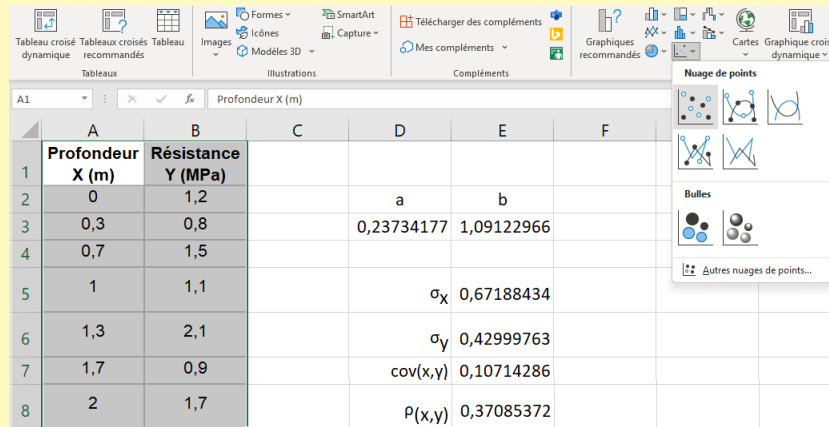 Tableau croisé
dynamique
Tableaux croisés
recommandés
Tableau
Tableaux
Images
Formes
Icônes
Modèles 3D
SmartArt
Capture
Illustrations
Télécharger des compléments
Mes compléments
Compléments
Graphiques
recommandés
Cartes
Graphique crois
dynamique
A1
fx
Profondeur X (m)
Nuage de points
Bulles
Autres nuages de points...
A B C D E F
1 Profondeur X (m) Résistance Y (MPa)
2 0 1,2 a b
3 0,3 0,8 0,23734177 1,09122966
4 0,7 1,5
5 1 1,1 σX 0,67188434
6 1,3 2,1 σy 0,42999763
7 1,7 0,9 cov(x,y) 0,10714286
8 2 1,7 ρ(x,y) 0,37085372